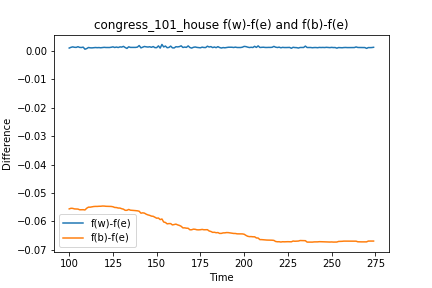 congress_101_house f(w)-f(e) and f(b)-f(e)
0.00
−0.01
−0.02
−0.03
−0.04
−0.05
−0.06
−0.07
Difference
f(w)-f(e)
f(b)-f(e)
100 125 150 175 200 225 250 275
Time